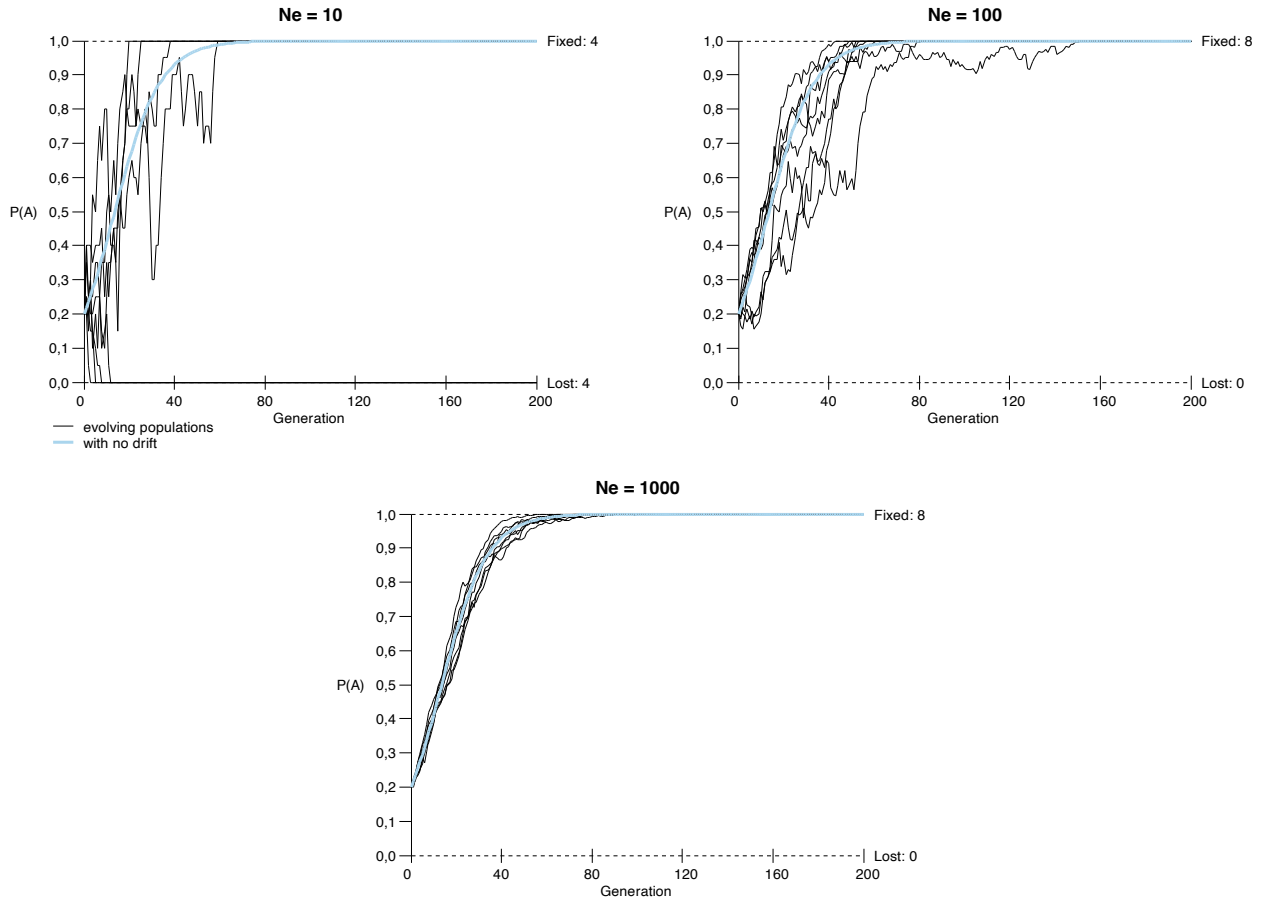 Ne = 10
1,0
0,9
0,8
0,7
0,6
0,5
0,4
0,3
0,2
0,1
0,0
P(A)
Fixed: 4
Lost: 4
0 40 80 120 160 200
Generation
evolving populations
with no drift
Ne = 100
1,0
0,9
0,8
0,7
0,6
0,5
0,4
0,3
0,2
0,1
0,0
P(A)
Fixed: 8
Lost: 0
0 40 80 120 160 200
Generation
Ne = 1000
1,0
0,9
0,8
0,7
0,6
0,5
0,4
0,3
0,2
0,1
0,0
P(A)
Fixed: 8
Lost: 0
0 40 80 120 160 200
Generation